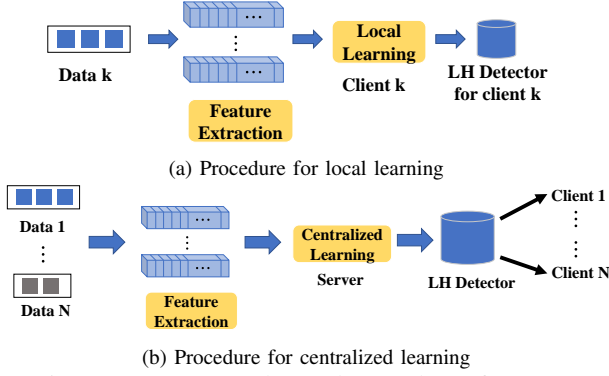 Data k
Feature
Extraction
Local
Learning
Client k
LH Detector
for client k
(a) Procedure for local learning
Data 1
Data N
Feature
Extraction
Centralized
Learning
Server
LH Detector
Client 1
Client N
(b) Procedure for centralized learning